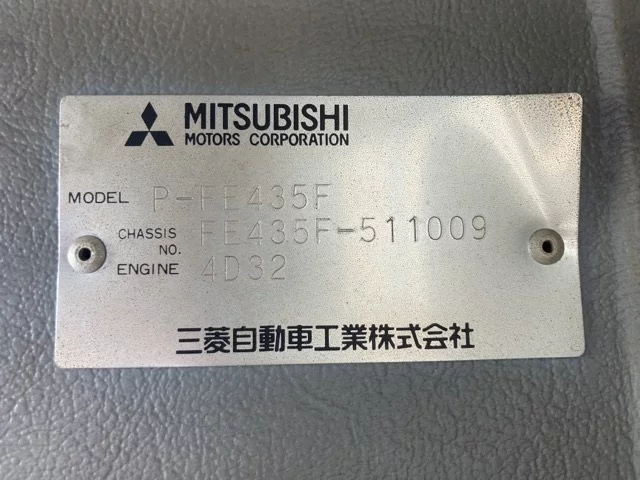 MITSUBISHI
MOTORS CORPORATION
MODEL P-FE435F
CHASSIS NO. FE435F-511009
ENGINE 4D32
三菱自動車工業株式会社